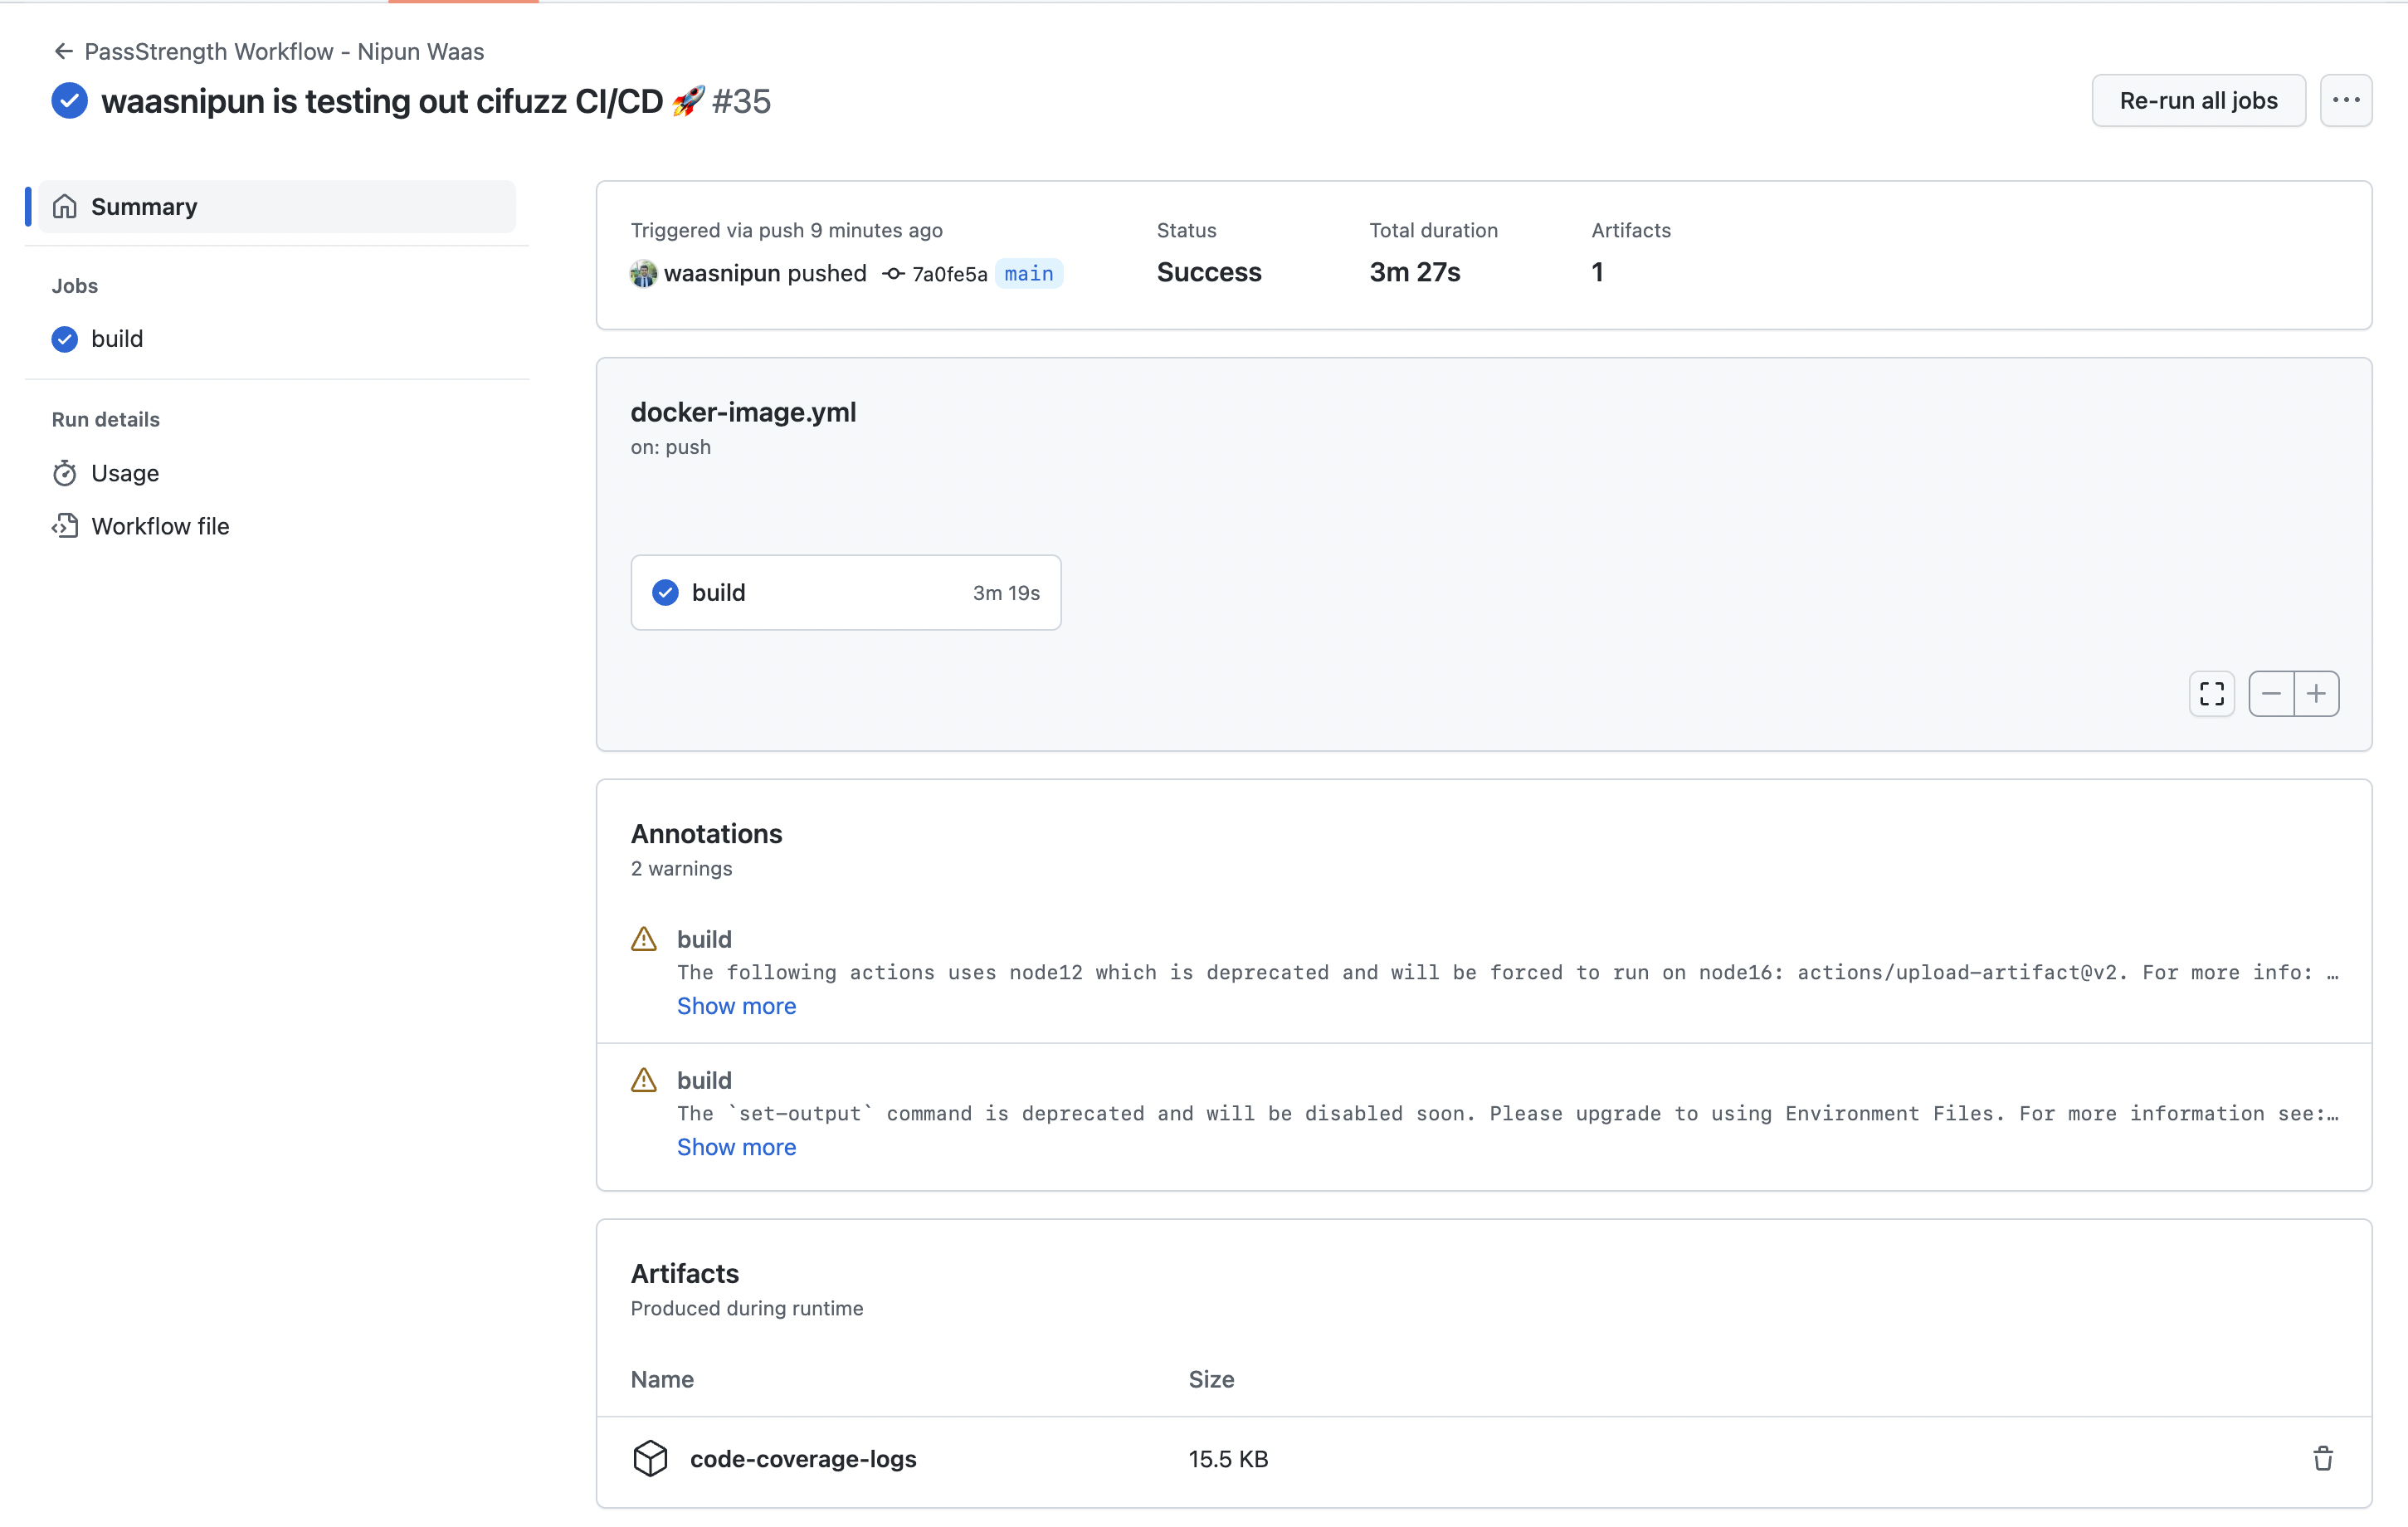 PassStrength Workflow - Nipun Waas
waasnipun is testing out cifuzz CI/CD 🚀 #35
Re-run all jobs
Summary
Jobs
build
Run details
Usage
Workflow file
Triggered via push 9 minutes ago
waasnipun pushed 7a0fe5a main
Status
Success
Total duration
3m 27s
Artifacts
1
docker-image.yml
on: push
build 3m 19s
Annotations
2 warnings
build
The following actions uses node12 which is deprecated and will be forced to run on node16: actions/upload-artifact@v2. For more info: …
Show more
build
The `set-output` command is deprecated and will be disabled soon. Please upgrade to using Environment Files. For more information see:…
Show more
Artifacts
Produced during runtime
Name Size
code-coverage-logs 15.5 KB